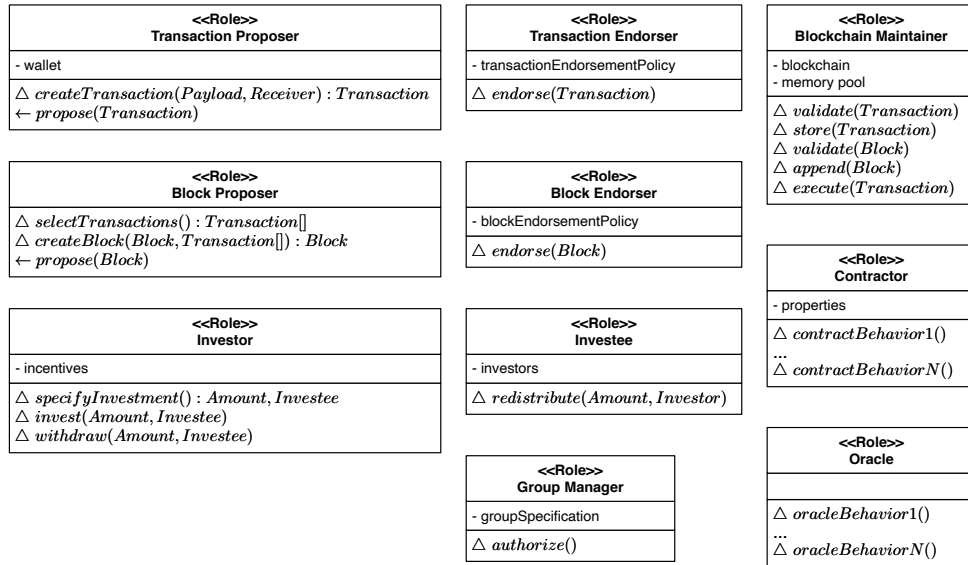 <<Role>>
Transaction Proposer
- wallet
△ createTransaction(Payload, Receiver) : Transaction
← propose(Transaction)
<<Role>>
Transaction Endorser
- transactionEndorsementPolicy
△ endorse(Transaction)
<<Role>>
Blockchain Maintainer
- blockchain
- memory pool
△ validate(Transaction)
△ store(Transaction)
△ validate(Block)
△ append(Block)
△ execute(Transaction)
<<Role>>
Block Proposer
△ selectTransactions() : Transaction[]
△ createBlock(Block, Transaction[]) : Block
← propose(Block)
<<Role>>
Block Endorser
- blockEndorsementPolicy
△ endorse(Block)
<<Role>>
Contractor
- properties
△ contractBehavior1()
...
△ contractBehaviorN()
<<Role>>
Investor
- incentives
△ specifyInvestment() : Amount, Investee
△ invest(Amount, Investee)
△ withdraw(Amount, Investee)
<<Role>>
Investee
- investors
△ redistribute(Amount, Investor)
<<Role>>
Group Manager
- groupSpecification
△ authorize()
<<Role>>
Oracle
△ oracleBehavior1()
...
△ oracleBehaviorN()